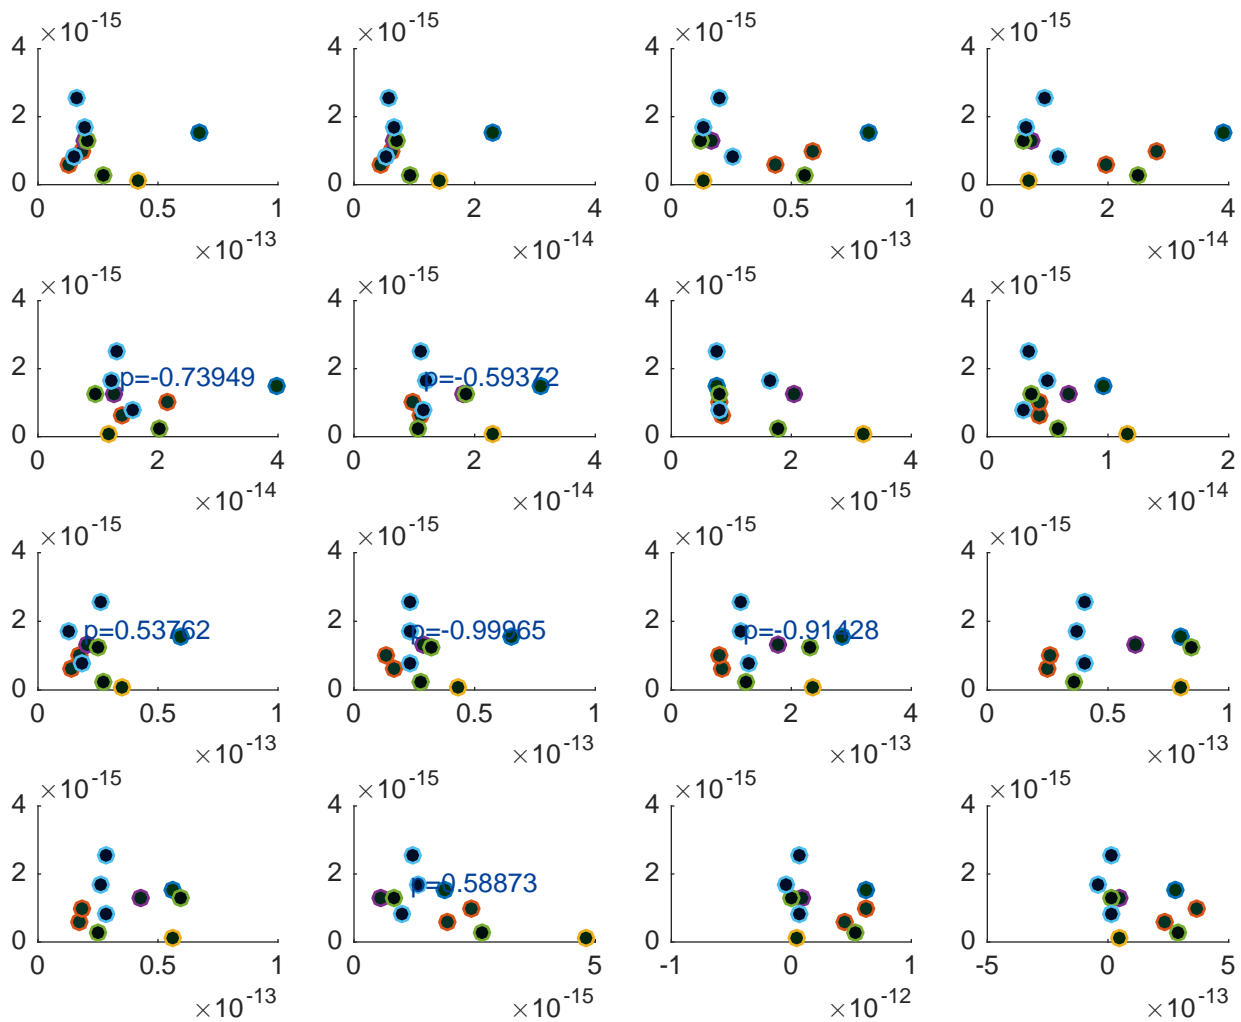 ×10-15 ×10-15 ×10-15 ×10-15
4 4 4 4
2 2 2 2
0 0 0 0
0 0.5 1 0 2 4 0 0.5 1 0 2 4
×10-13 ×10-14 ×10-13 ×10-14
×10-15 ×10-15 ×10-15 ×10-15
4 4 4 4
2 2 2 2
p=-0.73949 p=-0.59372
0 0 0 0
0 2 4 0 2 4 0 2 4 0 1 2
×10-14 ×10-14 ×10-15 ×10-14
×10-15 ×10-15 ×10-15 ×10-15
4 4 4 4
2 2 2 2
p=0.53762 p=-0.99965 p=-0.91428
0 0 0 0
0 0.5 1 0 0.5 1 0 2 4 0 0.5 1
×10-13 ×10-13 ×10-13 ×10-13
×10-15 ×10-15 ×10-15 ×10-15
4 4 4 4
2 2 2 2
p=0.58873
0 0 0 0
0 0.5 1 0 5 -1 0 1 -5 0 5
×10-13 ×10-15 ×10-12 ×10-13